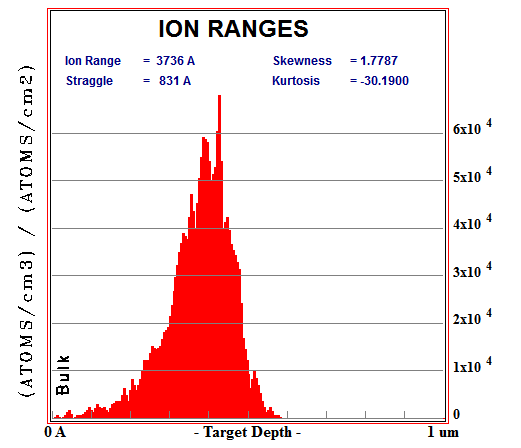 ION RANGES
Ion Range = 3736 A Skewness = 1.7787
Straggle = 831 A Kurtosis = -30.1900
(ATOMS/cm3) / (ATOMS/cm2)
6x10 4
5x10 4
4x10 4
3x10 4
2x10 4
1x10 4
0
Bulk
0 A - Target Depth - 1 um